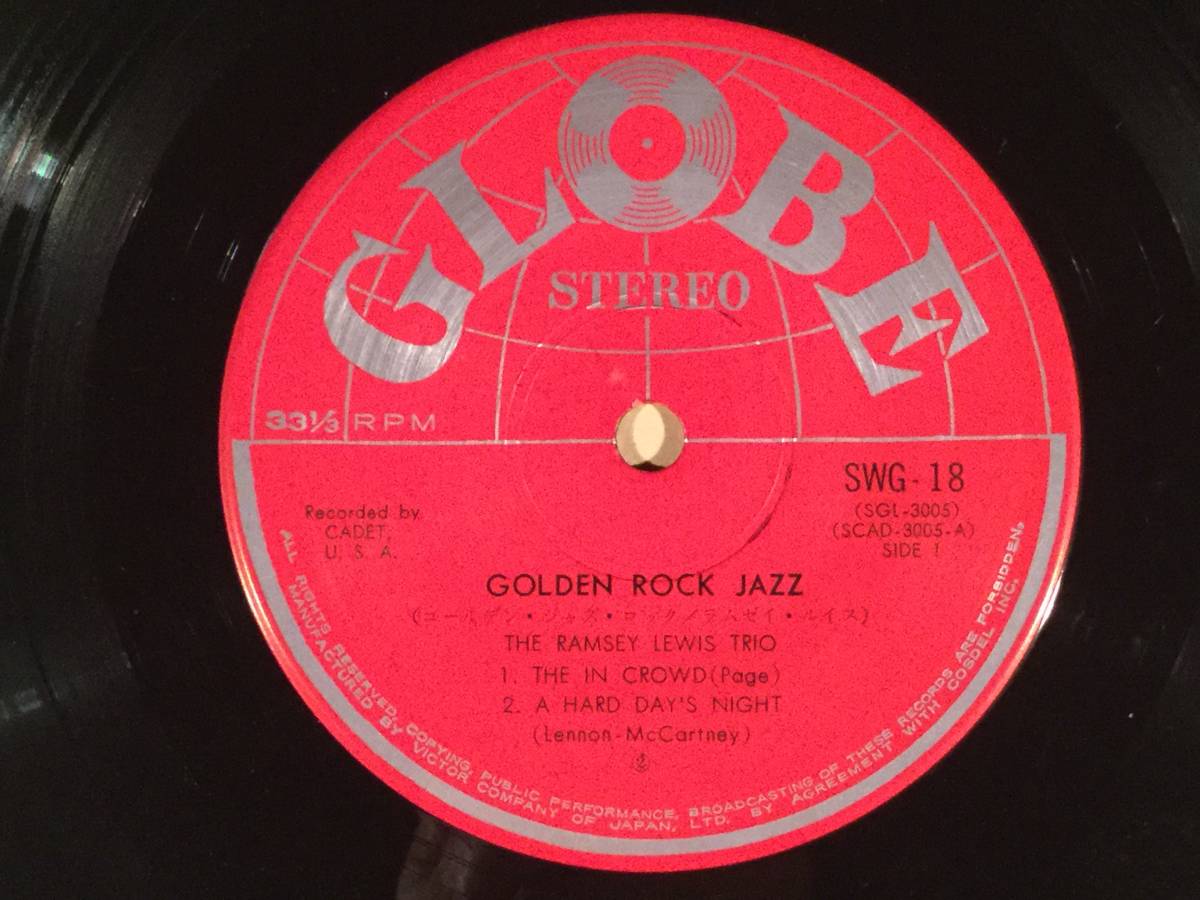 GLOBE
STEREO
33⅓ RPM
SWG-18
(SGL-3005)
(SCAD-3005-A)
SIDE 1
Recorded by
CADET,
U. S. A.
GOLDEN ROCK JAZZ
(ゴールデン・ジャズ・ロック/ラムゼイ・ルイス)
THE RAMSEY LEWIS TRIO
1. THE IN CROWD(Page)
2. A HARD DAY'S NIGHT
(Lennon-McCartney)
ALL RIGHTS RESERVED, COPYING, PUBLIC PERFORMANCE, BROADCASTING OF THESE RECORDS ARE FORBIDDEN.
MANUFACTURED BY VICTOR COMPANY OF JAPAN, LTD. BY AGREEMENT WITH COSDEL INC.